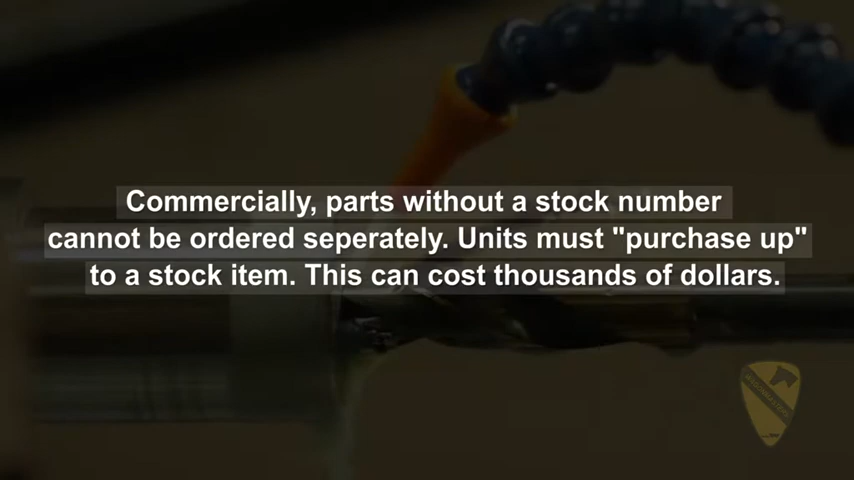 Commercially, parts without a stock number
cannot be ordered seperately. Units must "purchase up"
to a stock item. This can cost thousands of dollars.